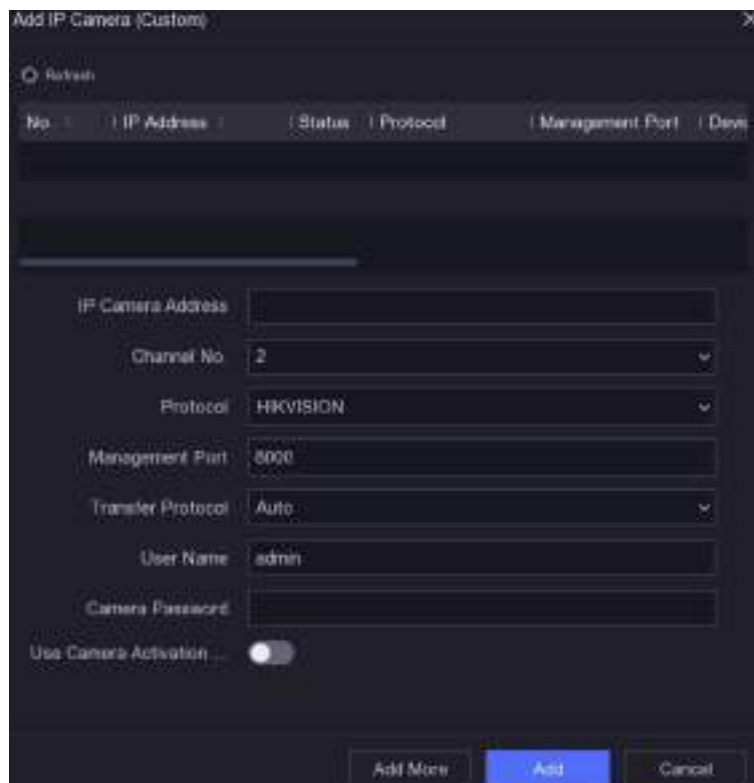 Add IP Camera (Custom)
Refresh
No. IP Address Status Protocol Management Port Devi
IP Camera Address
Channel No. 2
Protocol HIKVISION
Management Port 8000
Transfer Protocol Auto
User Name admin
Camera Password
Use Camera Activation ...
Add More Add Cancel